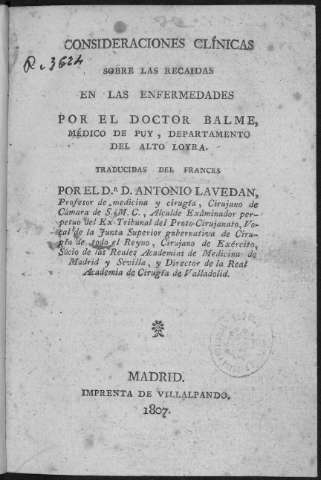 R. 3624
CONSIDERACIONES CLÍNICAS
SOBRE LAS RECAIDAS
EN LAS ENFERMEDADES
POR EL DOCTOR BALME,
MÉDICO DE PUY, DEPARTAMENTO
DEL ALTO LOYRA.
TRADUCIDAS DEL FRANCES
POR EL D.R D. ANTONIO LAVEDAN,
Profesor de medicina y cirugía, Cirujano de
Cámara de S. M. C., Alcalde Exâminador per-
petuo del Ex-Tribunal del Proto-Cirujanato, Vo-
cal de la Junta Superior gubernativa de Ciru-
gía de todo el Reyno, Cirujano de Exército,
Socio de las Reales Academias de Medicina de
Madrid y Sevilla, y Director de la Real
Academia de Cirugía de Valladolid.
MADRID.
IMPRENTA DE VILLALPANDO.
1807.